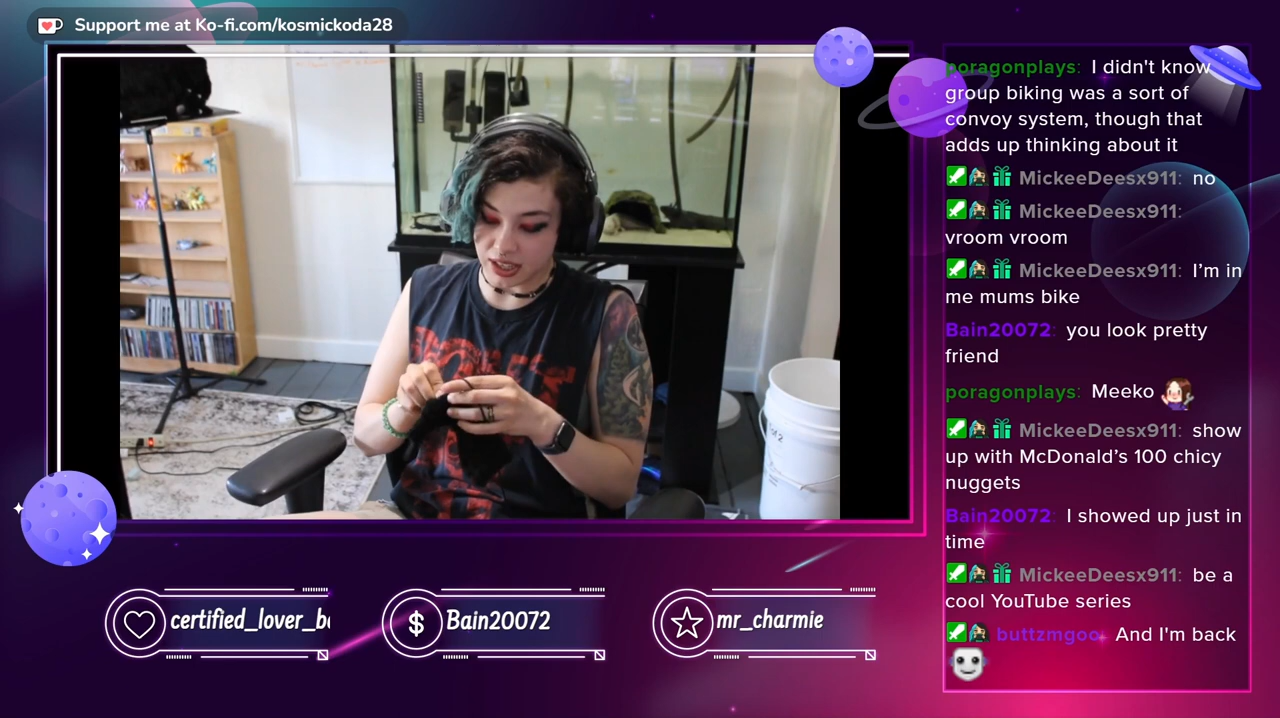 Support me at Ko-fi.com/kosmickoda28
poragonplays: I didn't know
group biking was a sort of
convoy system, though that
adds up thinking about it
MickeeDeesx911: no
MickeeDeesx911:
vroom vroom
MickeeDeesx911: I’m in
me mums bike
Bain20072: you look pretty
friend
poragonplays: Meeko
MickeeDeesx911: show
up with McDonald’s 100 chicy
nuggets
Bain20072: I showed up just in
time
MickeeDeesx911: be a
cool YouTube series
buttzmgoo: And I'm back
certified_lover_bo
Bain20072
mr_charmie